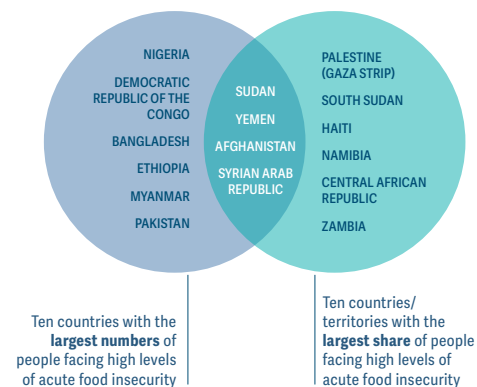 NIGERIA
DEMOCRATIC
REPUBLIC OF THE
CONGO
BANGLADESH
ETHIOPIA
MYANMAR
PAKISTAN
SUDAN
YEMEN
AFGHANISTAN
SYRIAN ARAB
REPUBLIC
PALESTINE
(GAZA STRIP)
SOUTH SUDAN
HAITI
NAMIBIA
CENTRAL AFRICAN
REPUBLIC
ZAMBIA
Ten countries with the
largest numbers of
people facing high levels
of acute food insecurity
Ten countries/
territories with the
largest share of people
facing high levels of
acute food insecurity